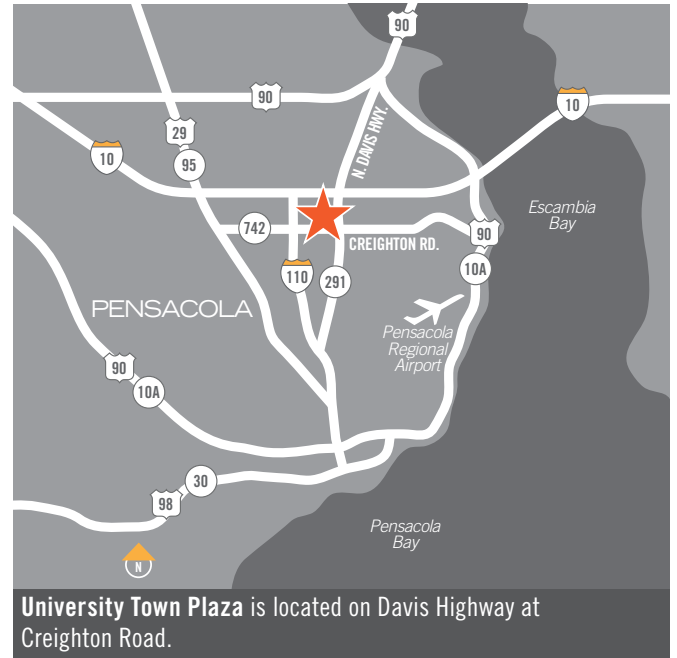 90
90
10
29
N. DAVIS HWY.
95
10
742
CREIGHTON RD.
Escambia
Bay
90
110
291
10A
PENSACOLA
Pensacola
Regional
Airport
90
10A
30
98
Pensacola
Bay
N
University Town Plaza is located on Davis Highway at
Creighton Road.